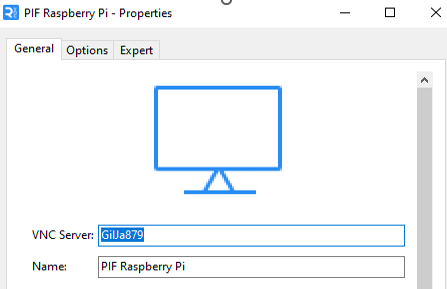 PIF Raspberry Pi - Properties
General Options Expert
VNC Server: GilJa879
Name: PIF Raspberry Pi